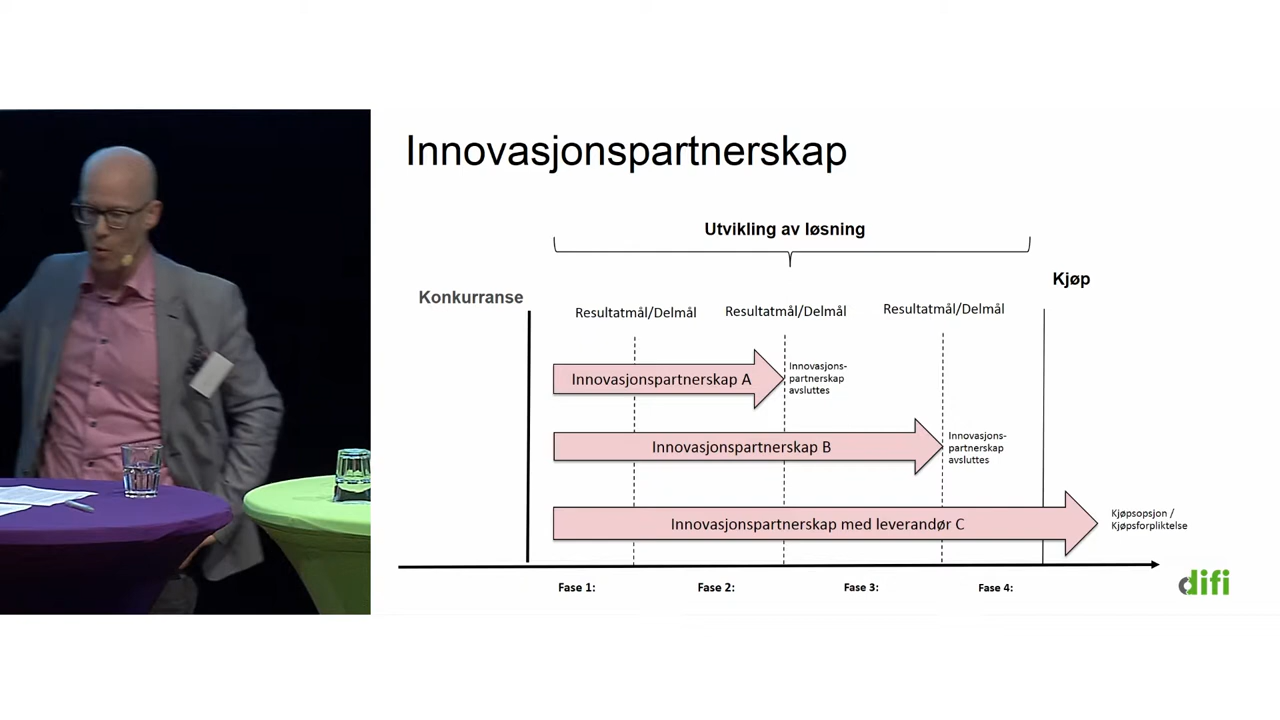 Innovasjonspartnerskap
Utvikling av løsning
Kjøp
Konkurranse
Resultatmål/Delmål
Resultatmål/Delmål
Resultatmål/Delmål
Innovasjonspartnerskap A
Innovasjons-
partnerskap
avsluttes
Innovasjonspartnerskap B
Innovasjons-
partnerskap
avsluttes
Innovasjonspartnerskap med leverandør C
Kjøpsopsjon /
Kjøpsforpliktelse
Fase 1:
Fase 2:
Fase 3:
Fase 4:
difi